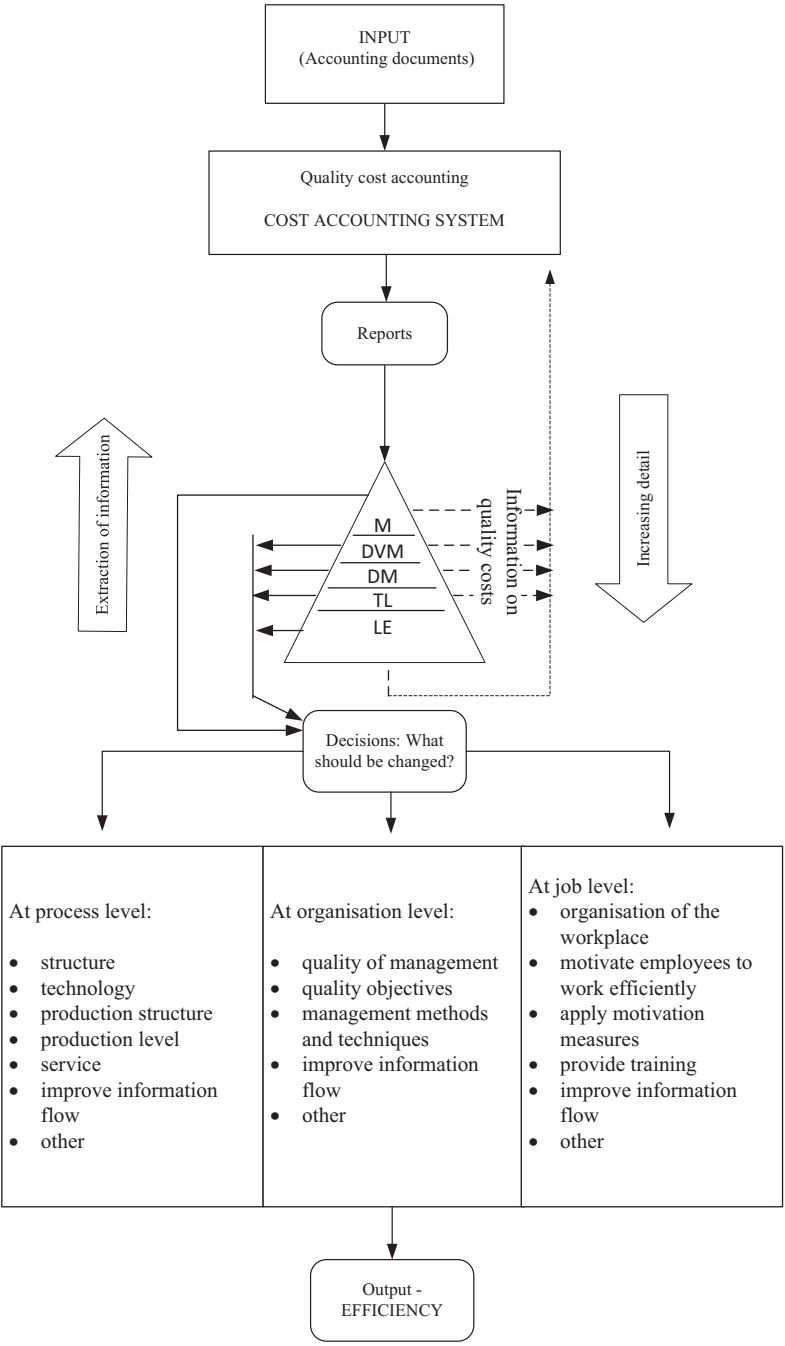 INPUT
(Accounting documents)
Quality cost accounting
COST ACCOUNTING SYSTEM
Reports
Extraction of information
M
DVM
DM
TL
LE
Information on
quality costs
Increasing detail
Decisions: What
should be changed?
At process level:
• structure
• technology
• production structure
• production level
• service
• improve information
flow
• other
At organisation level:
• quality of management
• quality objectives
• management methods
and techniques
• improve information
flow
• other
At job level:
• organisation of the
workplace
• motivate employees to
work efficiently
• apply motivation
measures
• provide training
• improve information
flow
• other
Output -
EFFICIENCY